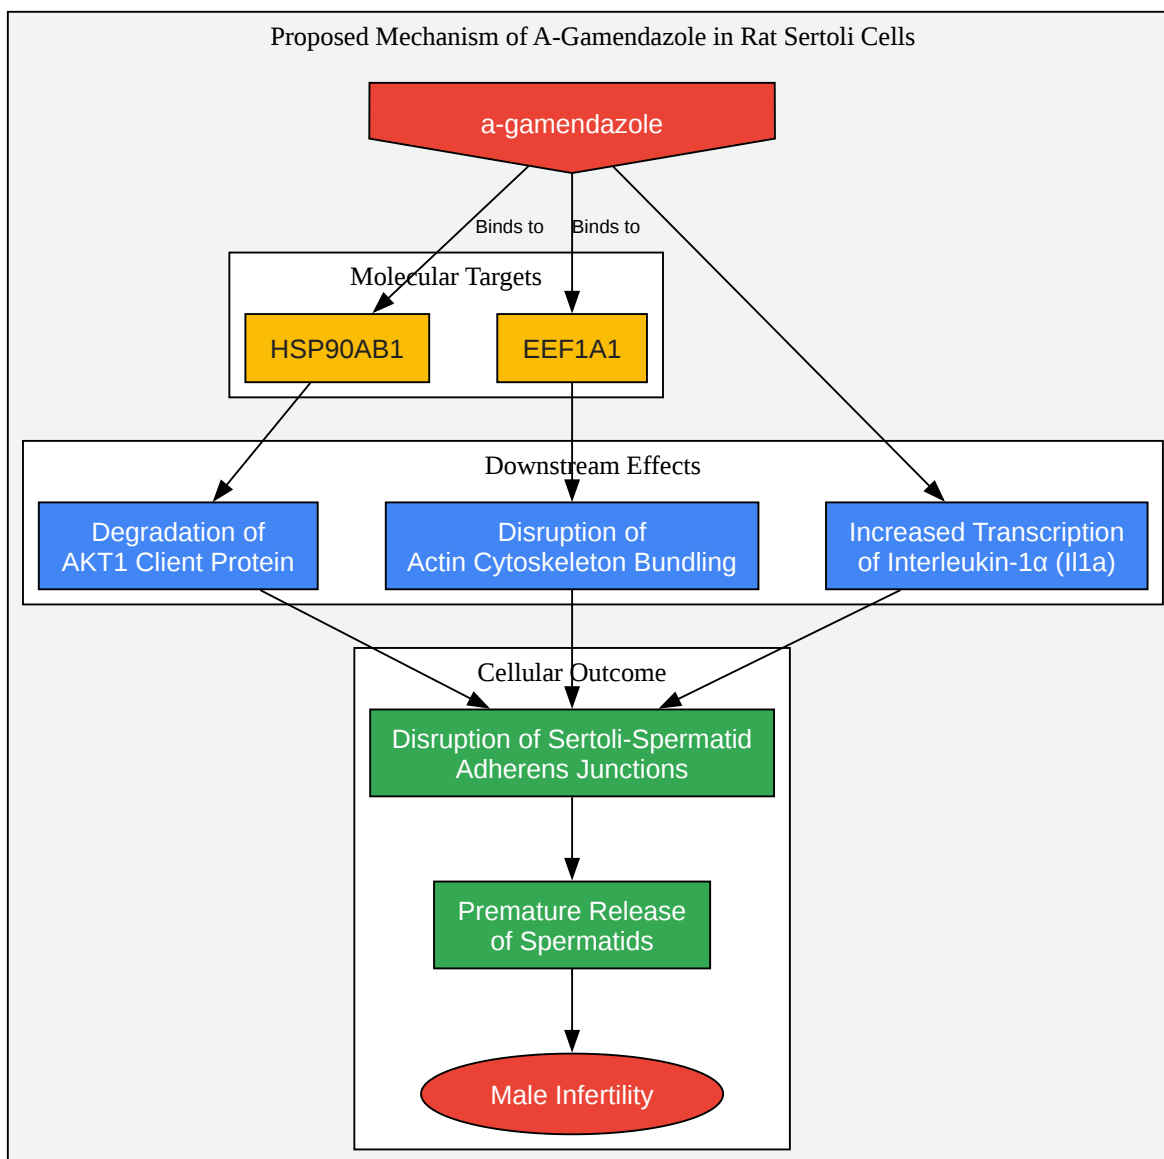 Proposed Mechanism of A-Gamendazole in Rat Sertoli Cells
a-gamendazole
Binds to
Binds to
Molecular Targets
HSP90AB1
EEF1A1
Downstream Effects
Degradation of
AKT1 Client Protein
Disruption of
Actin Cytoskeleton Bundling
Increased Transcription
of Interleukin-1α (Il1a)
Cellular Outcome
Disruption of Sertoli-Spermatid
Adherens Junctions
Premature Release
of Spermatids
Male Infertility